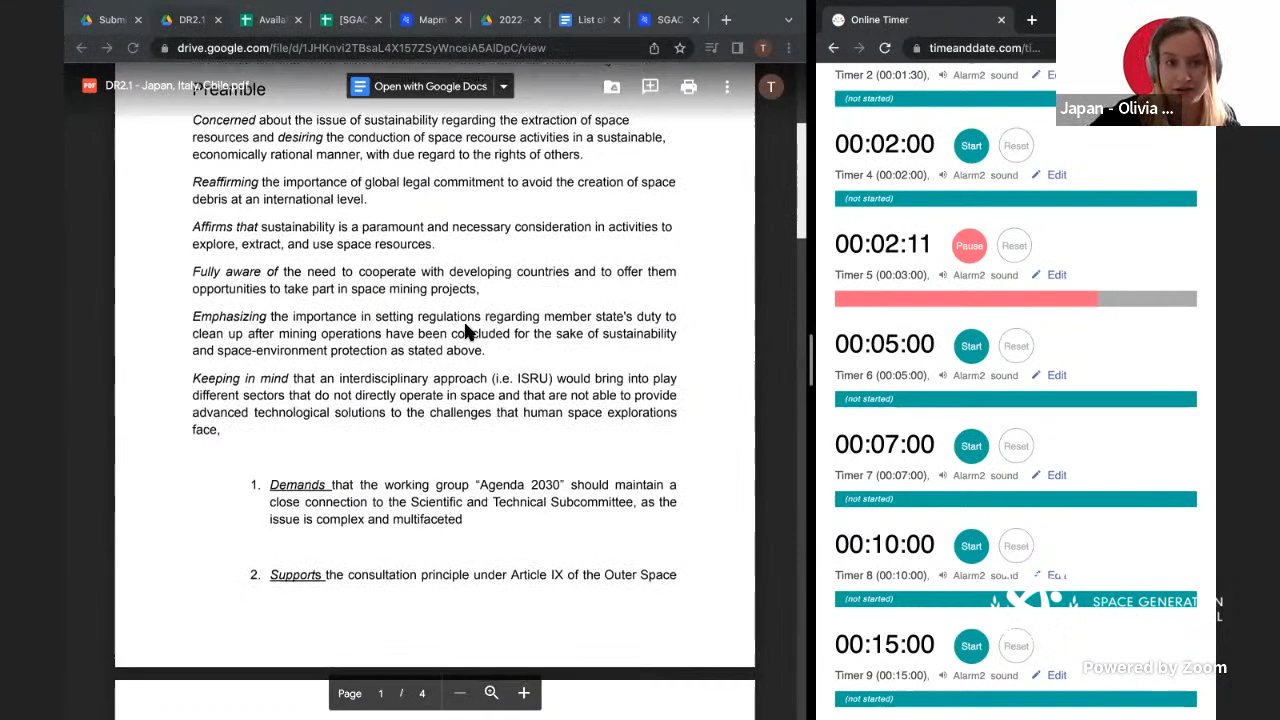 Subm
DR2.1
Availa
[SGAC
Mapm
2022-
List of
SGAC
Online Timer
drive.google.com/file/d/1JHKnvi2TBsaL4X157ZSyWnceiA5AlDpC/view
T
timeanddate.com/ti...
DR2.1 - Japan, Italy, Chile.pdf
Open with Google Docs
T
Preamble
Concerned about the issue of sustainability regarding the extraction of space
resources and desiring the conduction of space recourse activities in a sustainable,
economically rational manner, with due regard to the rights of others.
Reaffirming the importance of global legal commitment to avoid the creation of space
debris at an international level.
Affirms that sustainability is a paramount and necessary consideration in activities to
explore, extract, and use space resources.
Fully aware of the need to cooperate with developing countries and to offer them
opportunities to take part in space mining projects,
Emphasizing the importance in setting regulations regarding member state's duty to
clean up after mining operations have been concluded for the sake of sustainability
and space-environment protection as stated above.
Keeping in mind that an interdisciplinary approach (i.e. ISRU) would bring into play
different sectors that do not directly operate in space and that are not able to provide
advanced technological solutions to the challenges that human space explorations
face,
1. Demans that the working group “Agenda 2030” should maintain a
close connection to the Scientific and Technical Subcommittee, as the
issue is complex and multifaceted
2. Supports the consultation principle under Article IX of the Outer Space
Page 1 / 4
Timer 2 (00:01:30), Alarm2 sound
(not started)
00:02:00 Start Reset
Timer 4 (00:02:00), Alarm2 sound Edit
(not started)
00:02:11 Pause Reset
Timer 5 (00:03:00), Alarm2 sound Edit
00:05:00 Start Reset
Timer 6 (00:05:00), Alarm2 sound Edit
(not started)
00:07:00 Start Reset
Timer 7 (00:07:00), Alarm2 sound Edit
(not started)
00:10:00 Start Reset
Timer 8 (00:10:00), Alarm2 sound
(not started)
00:15:00 Start Reset
Timer 9 (00:15:00), Alarm2 sound Edit
(not started)
Japan - Olivia ...
SPACE GENERATION
Powered by Zoom